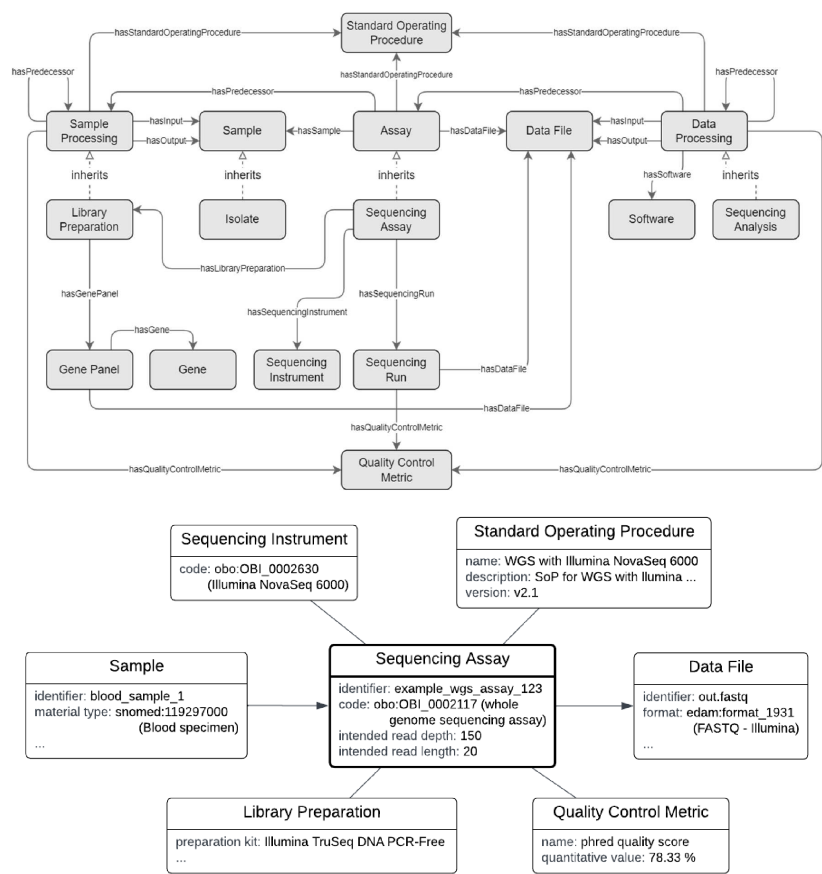 Standard Operating
Procedure
hasStandardOperatingProcedure
hasStandardOperatingProcedure
hasPredecessor
hasStandardOperatingProcedure
hasPredecessor
hasPredecessor
hasPredecessor
Sample
Processing
hasInput
hasOutput
Sample
hasSample
Assay
hasDataFile
Data File
hasInput
hasOutput
Data
Processing
inherits
inherits
inherits
hasSoftware
inherits
Library
Preparation
Isolate
Sequencing
Assay
Software
Sequencing
Analysis
hasLibraryPreparation
hasGenePanel
hasSequencingRun
hasSequencingInstrument
hasGene
Gene Panel
Gene
Sequencing
Instrument
Sequencing
Run
hasDataFile
hasDataFile
hasQualityControlMetric
hasQualityControlMetric
Quality Control
Metric
hasQualityControlMetric
Sequencing Instrument
code: obo:OBI_0002630
(Illumina NovaSeq 6000)
Standard Operating Procedure
name: WGS with Illumina NovaSeq 6000
description: SoP for WGS with Ilumina ...
version: v2.1
Sample
identifier: blood_sample_1
material type: snomed:119297000
(Blood specimen)
...
Sequencing Assay
identifier: example_wgs_assay_123
code: obo:OBI_0002117 (whole
genome sequencing assay)
intended read depth: 150
intended read length: 20
Data File
identifier: out.fastq
format: edam:format_1931
(FASTQ - Illumina)
...
Library Preparation
preparation kit: Illumina TruSeq DNA PCR-Free
...
Quality Control Metric
name: phred quality score
quantitative value: 78.33 %